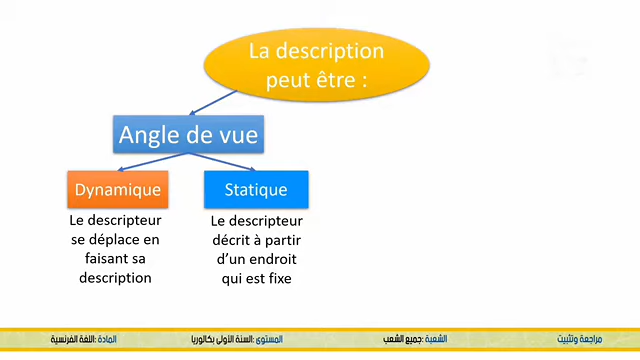 La description
peut être :
Angle de vue
Dynamique
Statique
Le descripteur
se déplace en
faisant sa
description
Le descripteur
décrit à partir
d'un endroit
qui est fixe
مراجعة وتثبيت
الشعبة :جميع الشعب
المستوى :السنة الأولى بكالوريا
المادة :اللغة الفرنسية